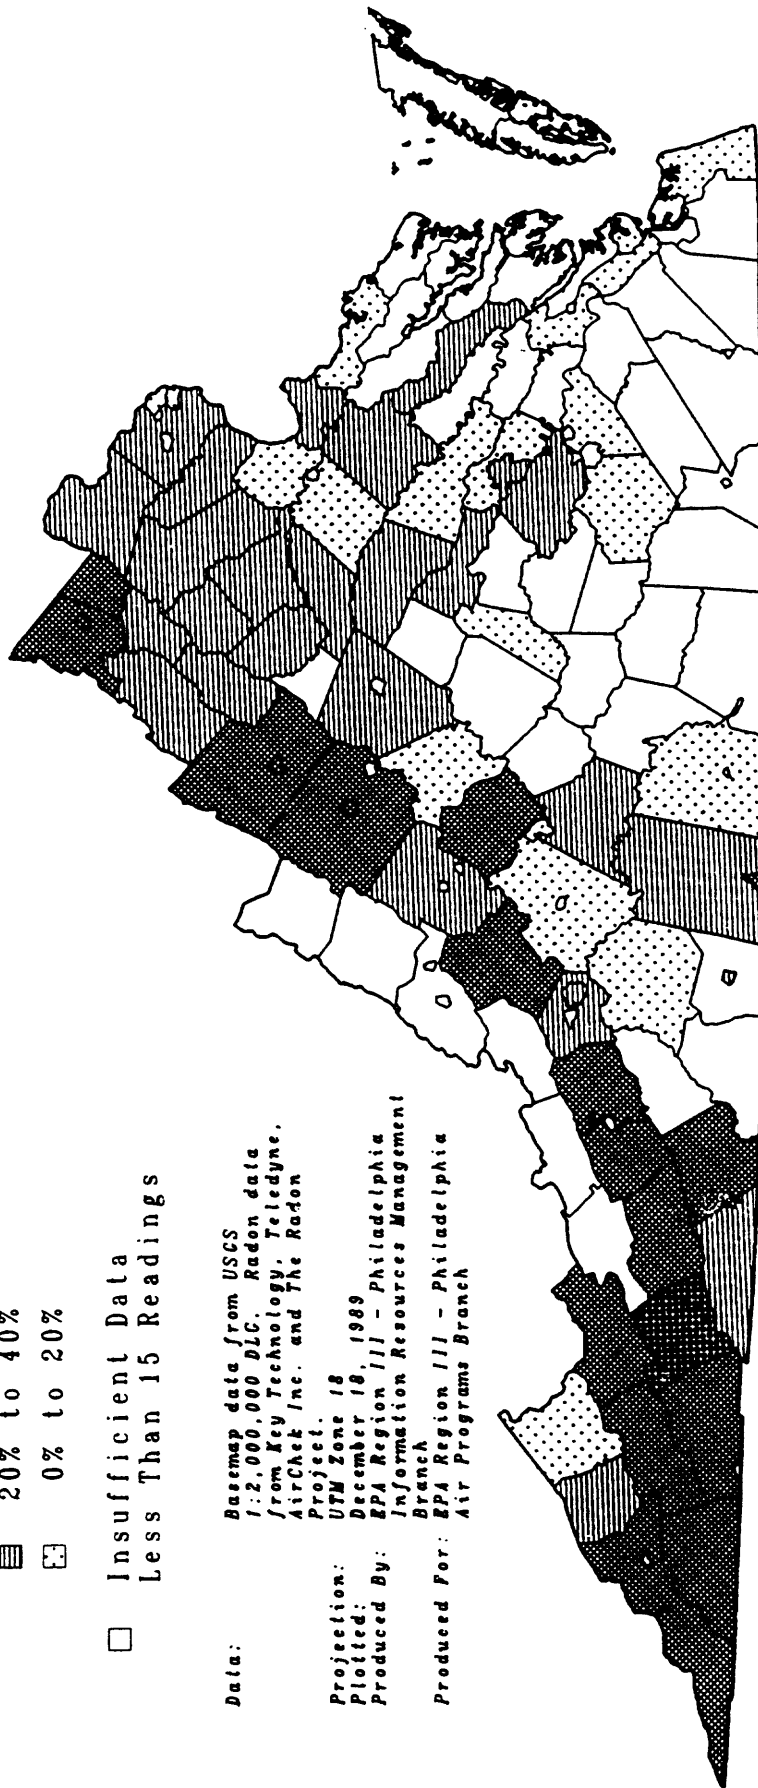 20% to 40%
0% to 20%
Insufficient Data
Less Than 15 Readings
Data: Basemap data from USGS
1:2,000,000 DLG. Radon data
from Key Technology, Teledyne,
AirChek Inc. and The Radon
Project.
Projection: UTM Zone 18
Plotted: December 18, 1989
Produced By: EPA Region III - Philadelphia
Information Resources Management
Branch
Produced For: EPA Region III - Philadelphia
Air Programs Branch